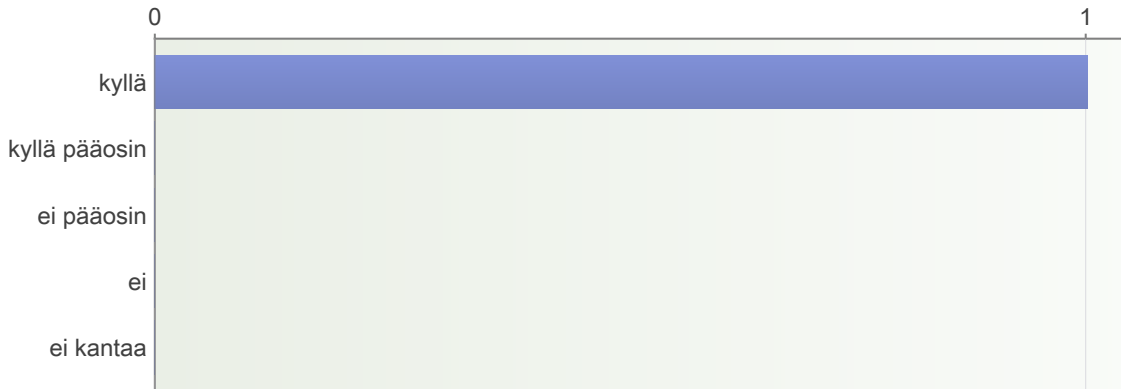 0 1
kyllä
kyllä pääosin
ei pääosin
ei
ei kantaa